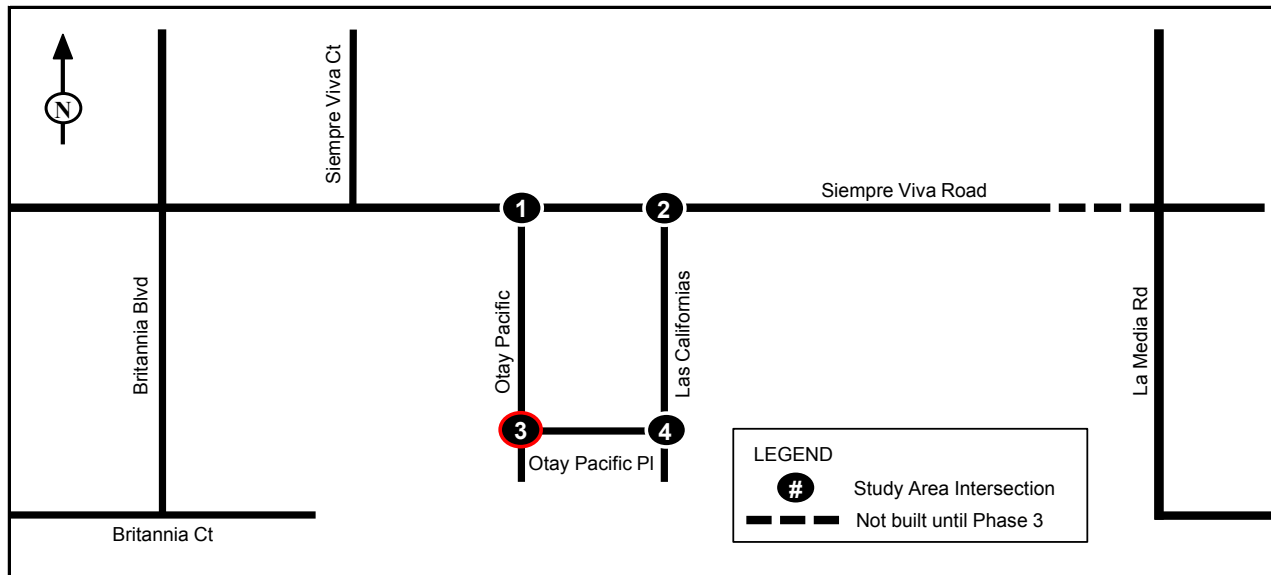 N
Siempre Viva Ct
1
2
Siempre Viva Road
Britannia Blvd
Otay Pacific
Las Californias
La Media Rd
3
4
Otay Pacific Pl
LEGEND
# Study Area Intersection
Not built until Phase 3
Britannia Ct